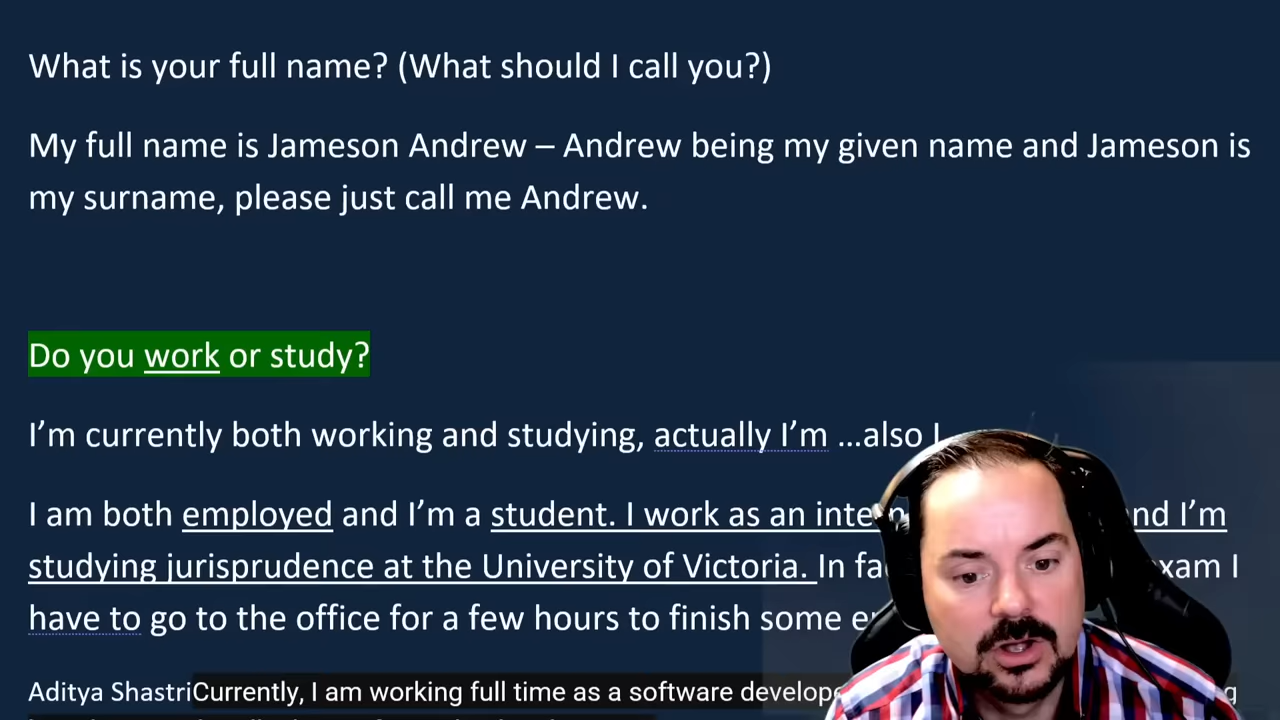 What is your full name? (What should I call you?)
My full name is Jameson Andrew – Andrew being my given name and Jameson is
my surname, please just call me Andrew.
Do you work or study?
I’m currently both working and studying, actually I’m …also I
I am both employed and I’m a student. I work as an nd I’m
studying jurisprudence at the University of Victoria. In I
have to go to the office for a few hours to finish some
Aditya ShastriCurrently, I am working full time as a software